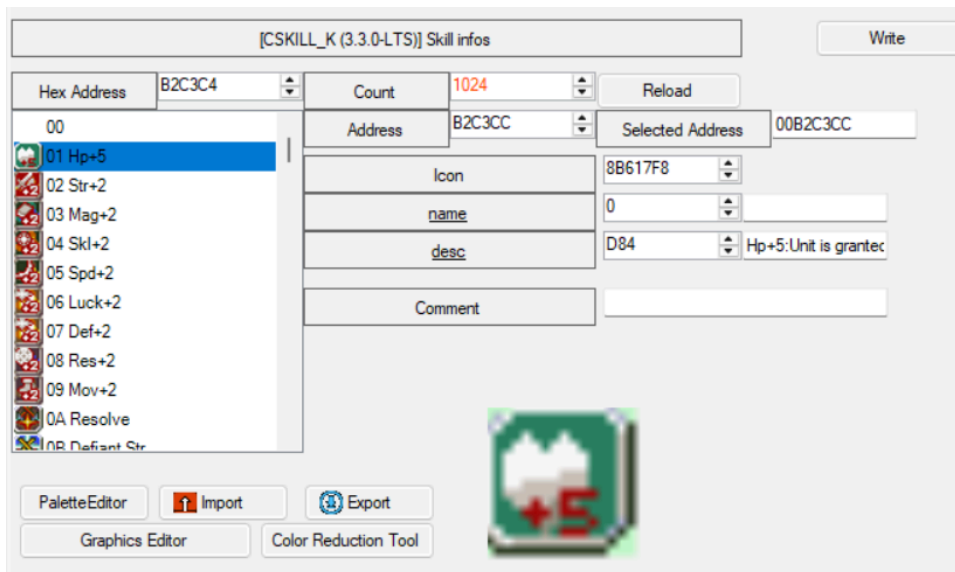 [CSKILL_K (3.3.0-LTS)] Skill infos
Write
Hex Address B2C3C4 Count 1024 Reload
Address B2C3CC Selected Address 00B2C3CC
00
01 Hp+5
02 Str+2
03 Mag+2
04 Skl+2
05 Spd+2
06 Luck+2
07 Def+2
08 Res+2
09 Mov+2
0A Resolve
0B Defiant Str
Icon 8B617F8
name 0
desc D84 Hp+5:Unit is grantec
Comment
+5
PaletteEditor Import Export
Graphics Editor Color Reduction Tool